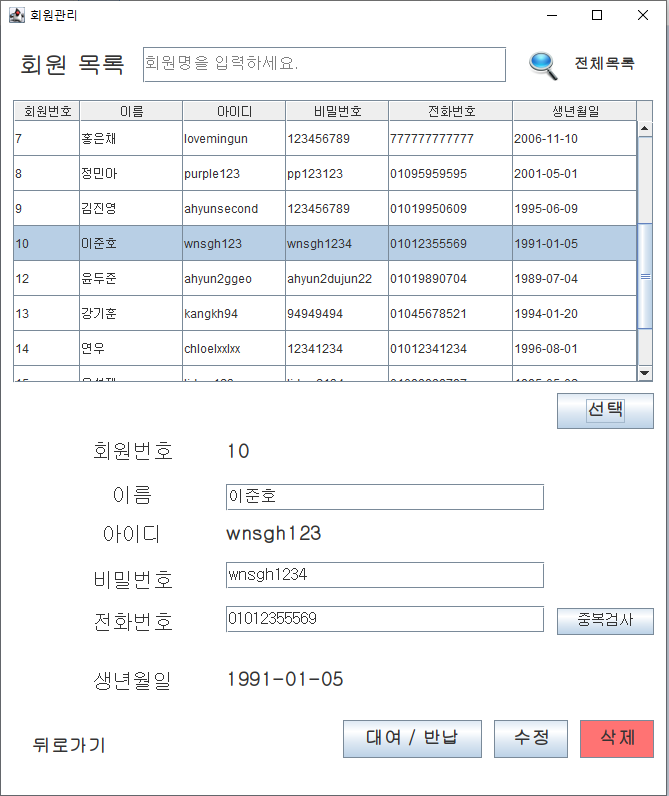 회원관리
회원 목록 회원명을 입력하세요. 전체목록
회원번호 이름 아이디 비밀번호 전화번호 생년월일
7 홍은채 lovemingun 123456789 777777777777 2006-11-10
8 정민아 purple123 pp123123 01095959595 2001-05-01
9 김진영 ahyunsecond 123456789 01019950609 1995-06-09
10 이준호 wnsgh123 wnsgh1234 01012355569 1991-01-05
12 윤두준 ahyun2ggeo ahyun2dujun22 01019890704 1989-07-04
13 강기훈 kangkh94 94949494 01045678521 1994-01-20
14 연우 chloelxxlxx 12341234 01012341234 1996-08-01
선택
회원번호 10
이름 이준호
아이디 wnsgh123
비밀번호 wnsgh1234
전화번호 01012355569 중복검사
생년월일 1991-01-05
뒤로가기 대여 / 반납 수정 삭제